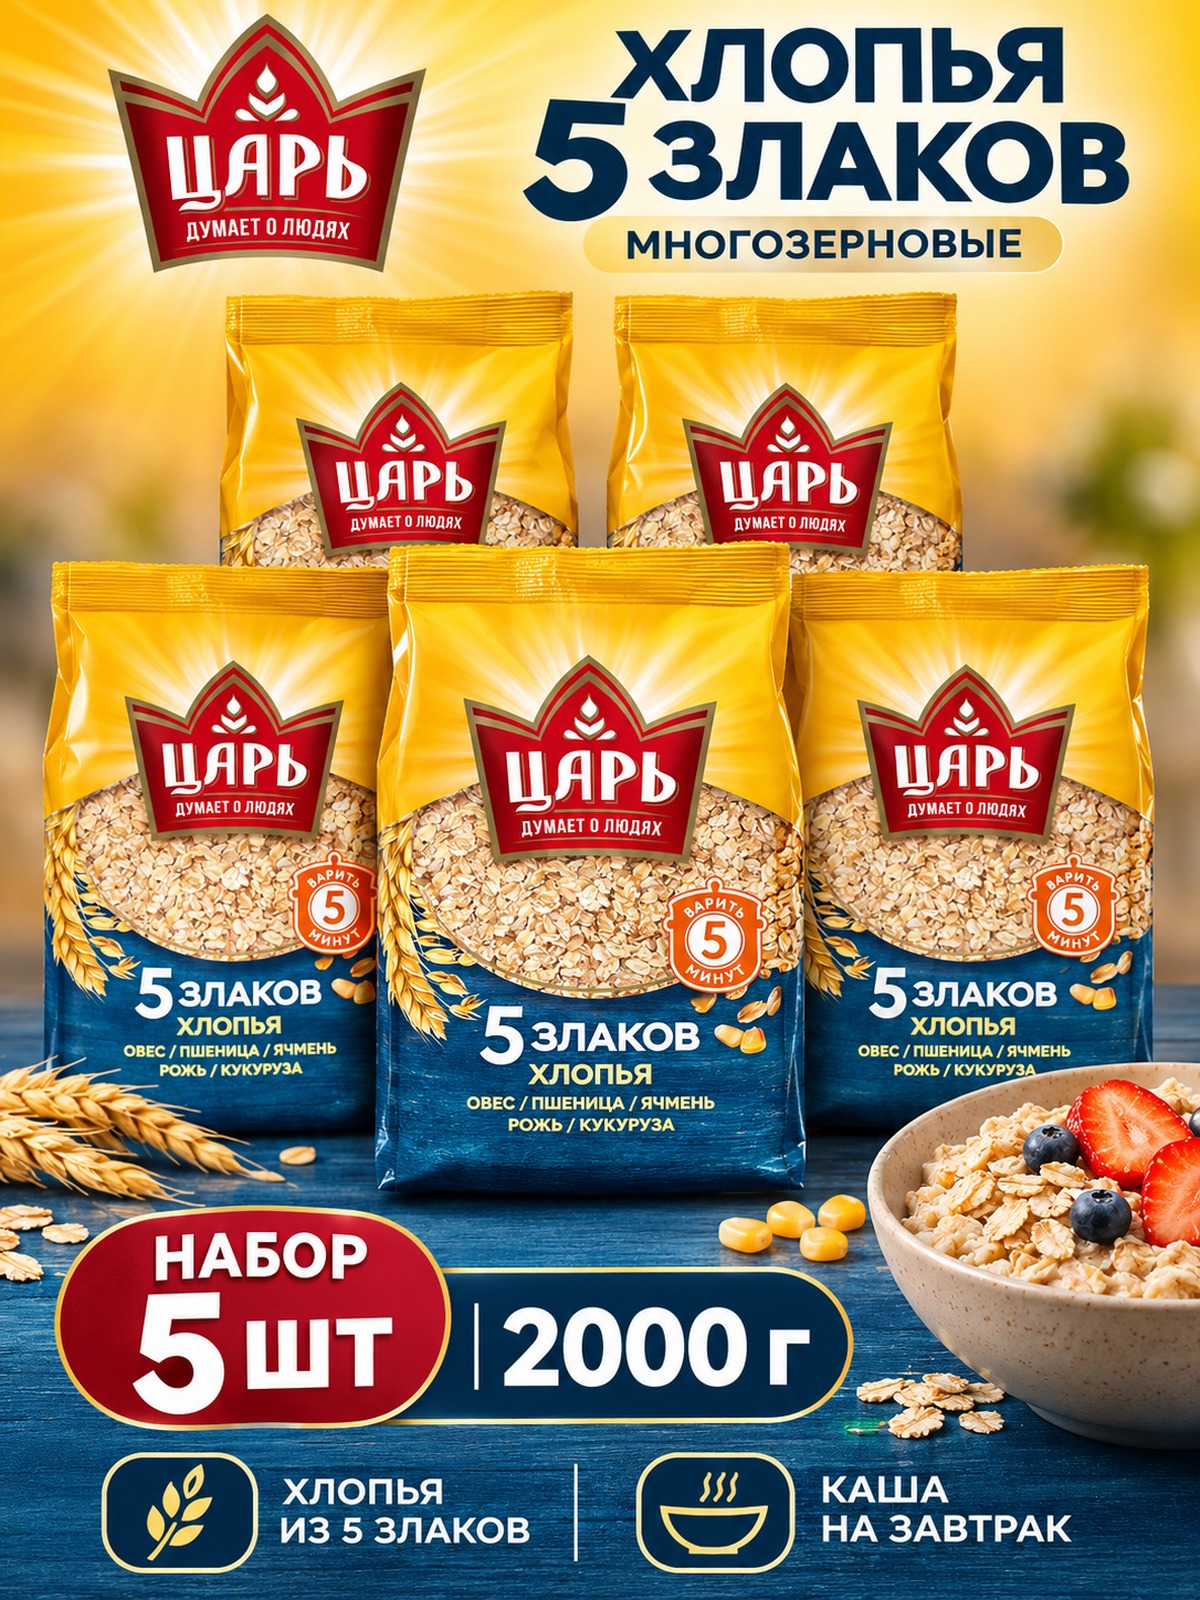 ЦАРЬ
ДУМАЕТ О ЛЮДЯХ
ХЛОПЬЯ
5 ЗЛАКОВ
МНОГОЗЕРНОВЫЕ
ЦАРЬ
ДУМАЕТ О ЛЮДЯХ
ЦАРЬ
ДУМАЕТ О ЛЮДЯХ
ЦАРЬ
ДУМАЕТ О ЛЮДЯХ
ВАРИТЬ
5
МИНУТ
5 ЗЛАКОВ
ХЛОПЬЯ
ОВЕС / ПШЕНИЦА / ЯЧМЕНЬ
РОЖЬ / КУКУРУЗА
ЦАРЬ
ДУМАЕТ О ЛЮДЯХ
ВАРИТЬ
5
МИНУТ
5 ЗЛАКОВ
ХЛОПЬЯ
ОВЕС / ПШЕНИЦА / ЯЧМЕНЬ
РОЖЬ / КУКУРУЗА
ЦАРЬ
ДУМАЕТ О ЛЮДЯХ
ВАРИТЬ
5
МИНУТ
5 ЗЛАКОВ
ХЛОПЬЯ
ОВЕС / ПШЕНИЦА / ЯЧМЕНЬ
РОЖЬ / КУКУРУЗА
НАБОР
5 ШТ
2000 г
ХЛОПЬЯ
ИЗ 5 ЗЛАКОВ
КАША
НА ЗАВТРАК